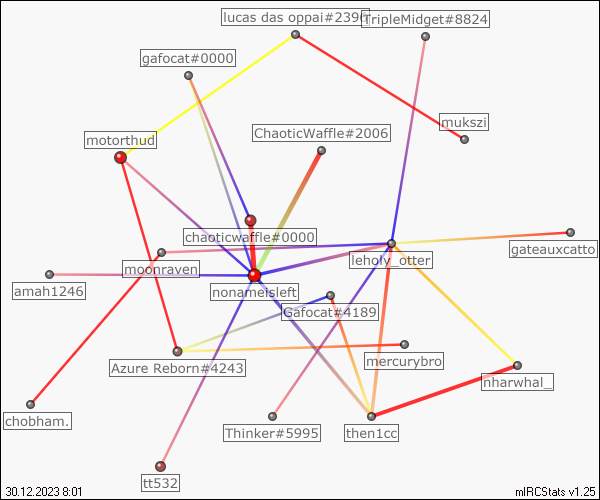 lucas das oppai#2390
TripleMidget#8824
gafocat#0000
mukszi
ChaoticWaffle#2006
motorthud
chaoticwaffle#0000
gateauxcatto
leholy_otter
moonraven
amah1246
nonameisleft
Gafocat#4189
mercurybro
Azure Reborn#4243
nharwhal_
chobham.
Thinker#5995
then1cc
tt532
30.12.2023 8:01
mIRCStats v1.25